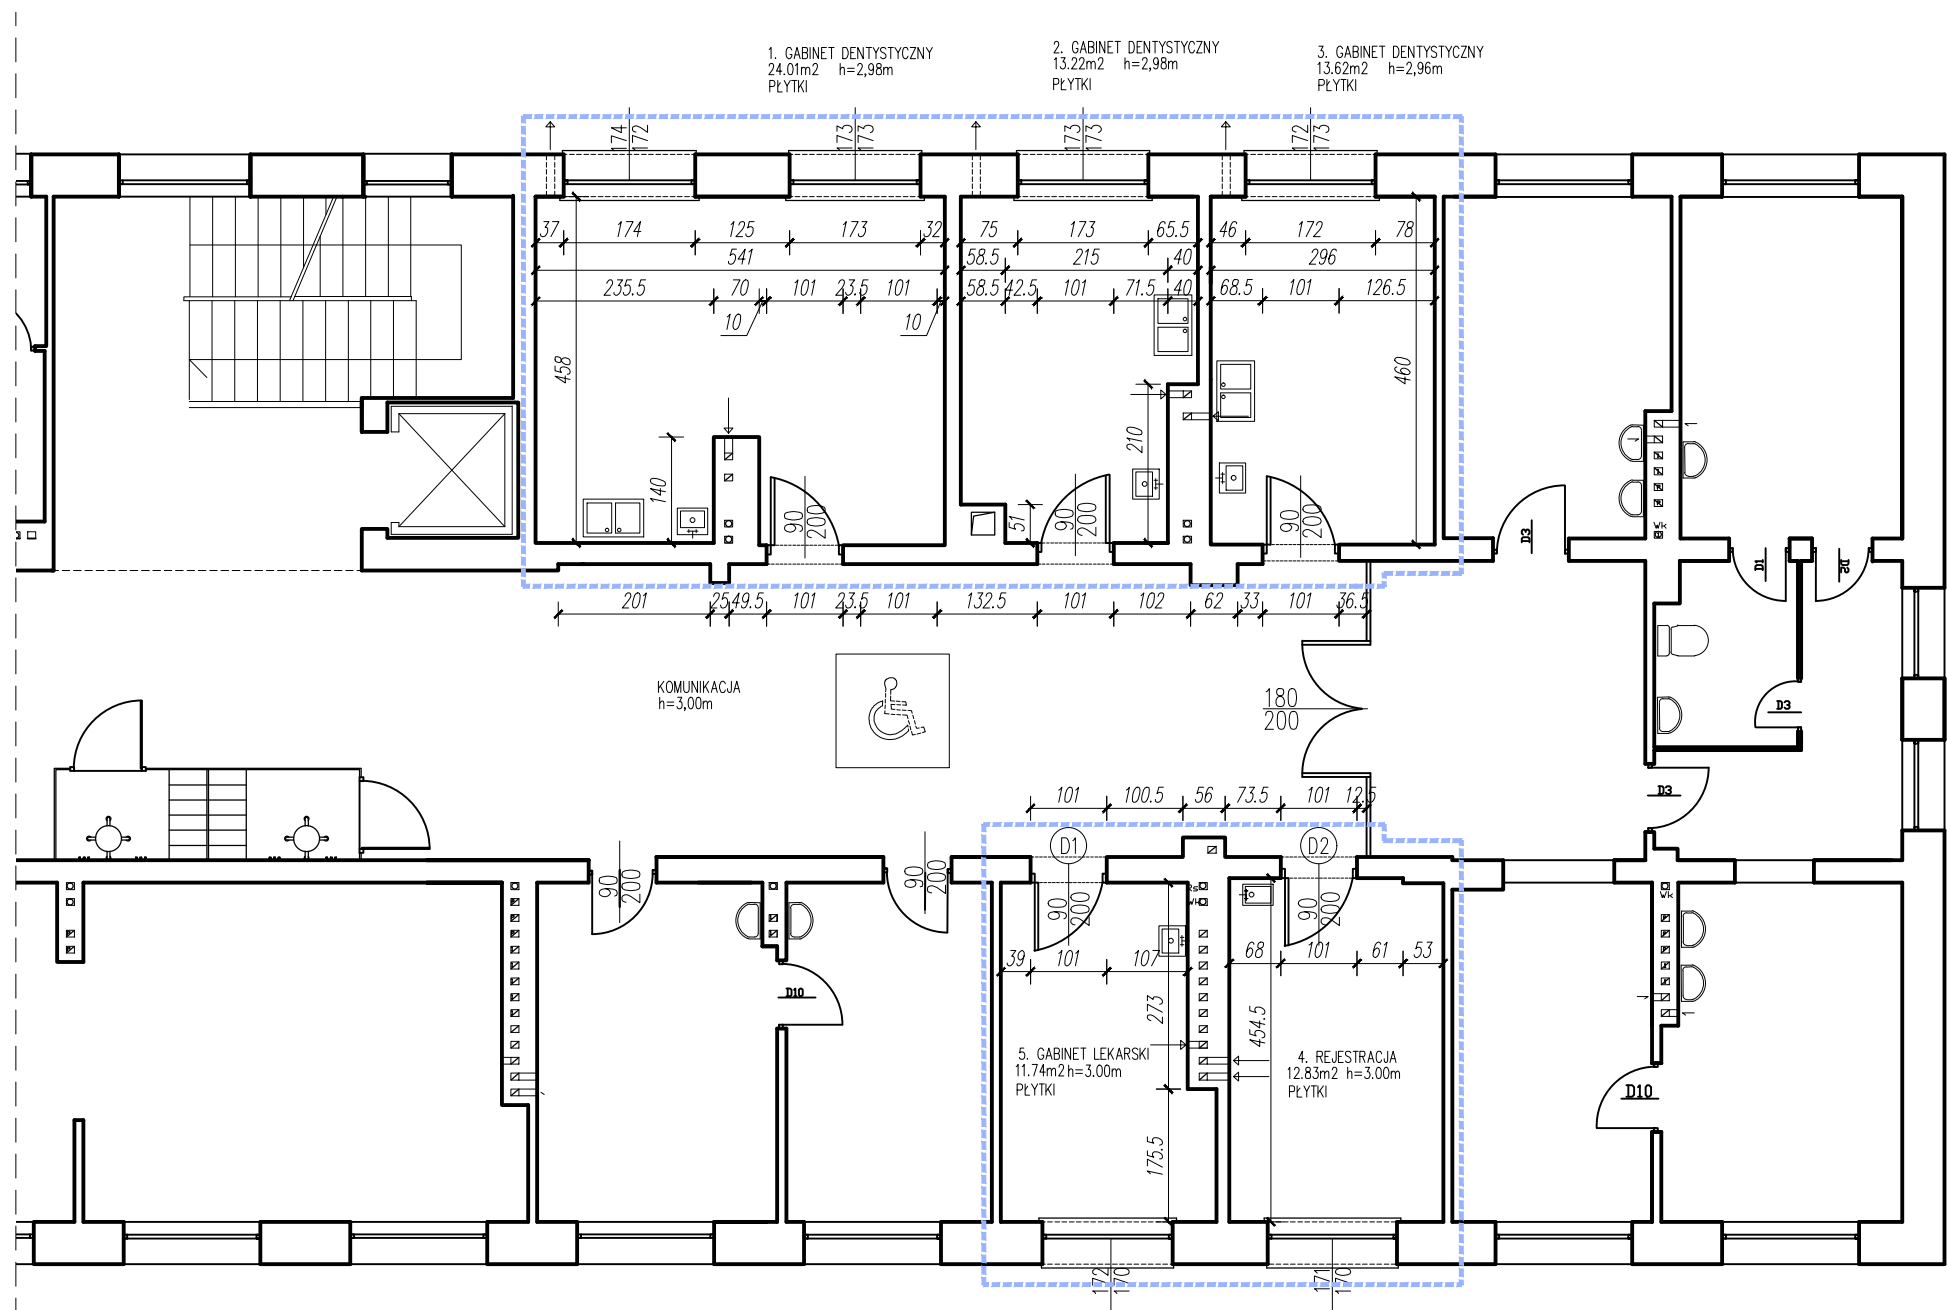 1. GABINET DENTYSTYCZNY
24.01m2 h=2,98m
PŁYTKI
2. GABINET DENTYSTYCZNY
13.22m2 h=2,98m
PŁYTKI
3. GABINET DENTYSTYCZNY
13.62m2 h=2,96m
PŁYTKI
174
172
173
173
173
173
172
173
37 174 125 173 32 75 173 65.5 46 172 78
541 58.5 215 40 296
235.5 70 101 23.5 101 58.5 42.5 101 71.5 40 68.5 101 126.5
10 10
458
460
140
210
51
90
200
90
200
90
200
1
1
Wk
D3
D1
D2
201 25 49.5 101 23.5 101 132.5 101 102 62 33 101 36.5
KOMUNIKACJA
h=3,00m
180
200
D3
D3
101 100.5 56 73.5 101 12.5
D1 D2
90
200
90
200
Rs
Wk
Wk
90
200
90
200
39 101 107
68 101 61 53
D10
273
454.5
175.5
1
1
5. GABINET LEKARSKI
11.74m2 h=3.00m
PŁYTKI
4. REJESTRACJA
12.83m2 h=3.00m
PŁYTKI
D10
172
170
171
170